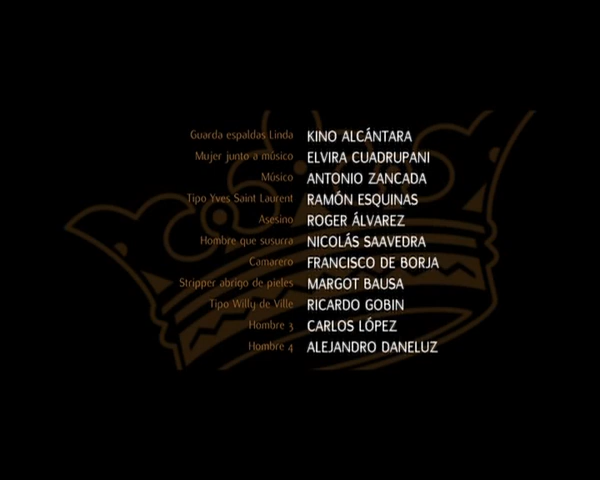 Guarda espaldas Linda KINO ALCÁNTARA
Mujer junto a músico ELVIRA CUADRUPANI
Músico ANTONIO ZANCADA
Tipo Yves Saint Laurent RAMÓN ESQUINAS
Asesino ROGER ÁLVAREZ
Hombre que susurra NICOLÁS SAAVEDRA
Camarero FRANCISCO DE BORJA
Stripper abrigo de pieles MARGOT BAUSA
Tipo Willy de Ville RICARDO GOBIN
Hombre 3 CARLOS LÓPEZ
Hombre 4 ALEJANDRO DANELUZ